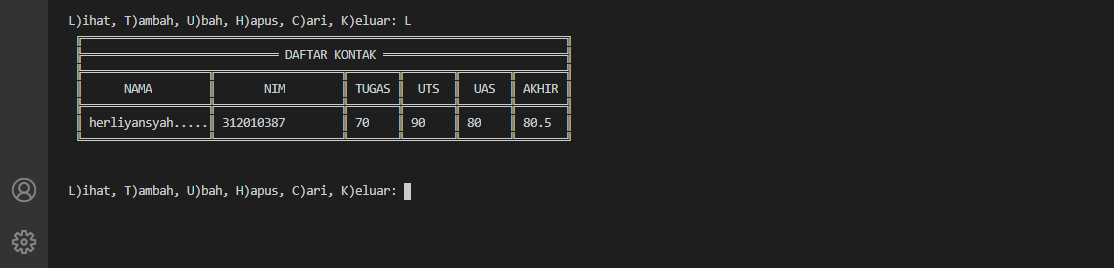 L)ihat, T)ambah, U)bah, H)apus, C)ari, K)eluar: L
DAFTAR KONTAK
NAMA NIM TUGAS UTS UAS AKHIR
herliyansyah..... 312010387 70 90 80 80.5
L)ihat, T)ambah, U)bah, H)apus, C)ari, K)eluar: